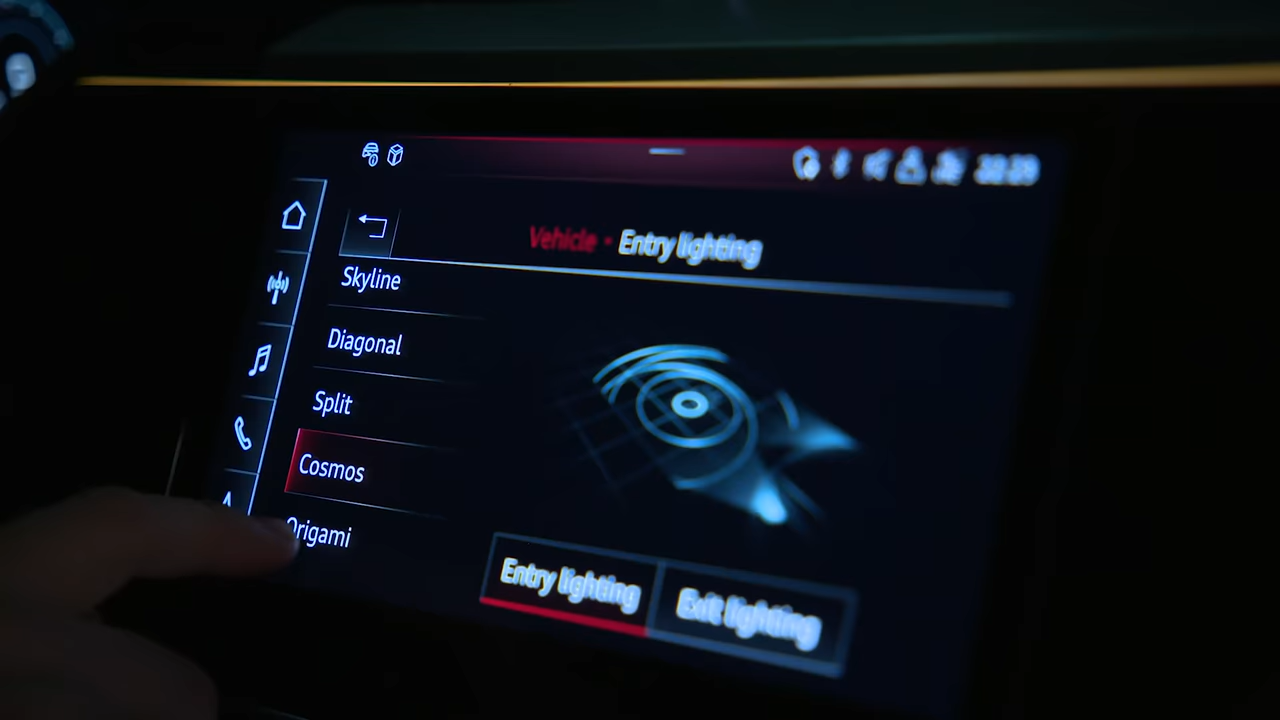 Vehicle • Entry lighting
Skyline
Diagonal
Split
Cosmos
Origami
Entry lighting
Exit lighting